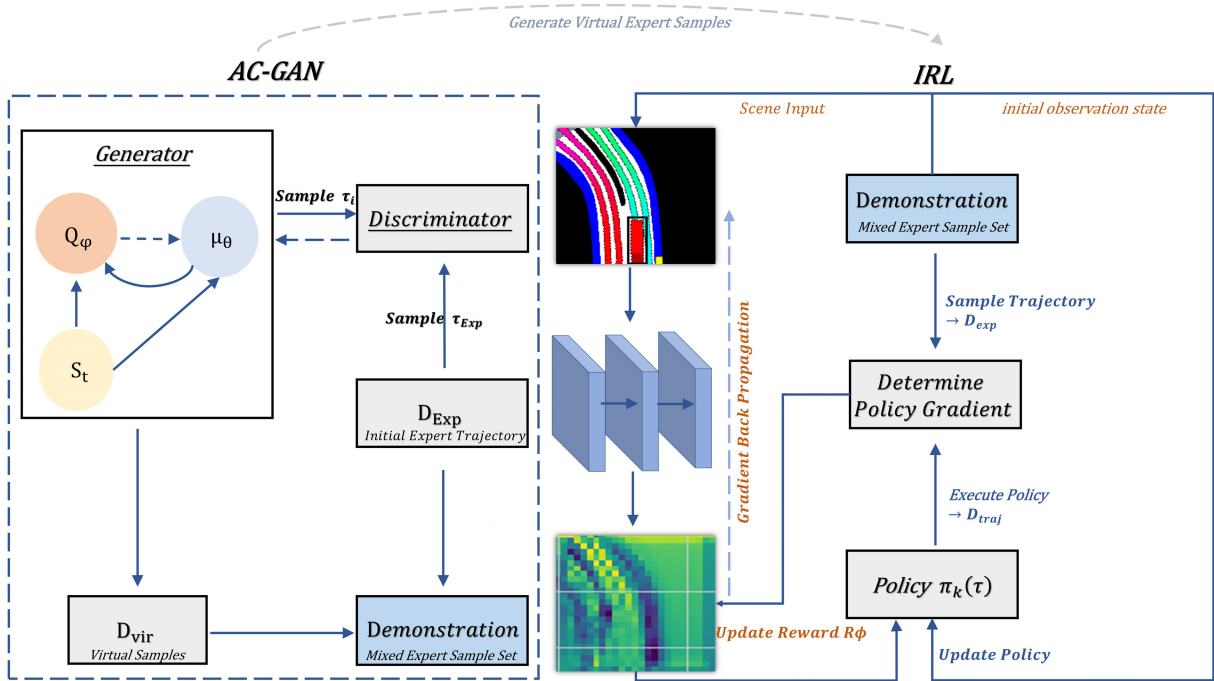 Generate Virtual Expert Samples
AC-GAN
IRL
Scene Input
initial observation state
Generator
Sample τi
Discriminator
Qφ
μθ
St
Sample τExp
DExp
Initial Expert Trajectory
Dvir
Virtual Samples
Demonstration
Mixed Expert Sample Set
Gradient Back Propagation
Demonstration
Mixed Expert Sample Set
Sample Trajectory
→ Dexp
Determine
Policy Gradient
Execute Policy
→ Dtraj
Policy πk(τ)
Update Reward Rϕ
Update Policy